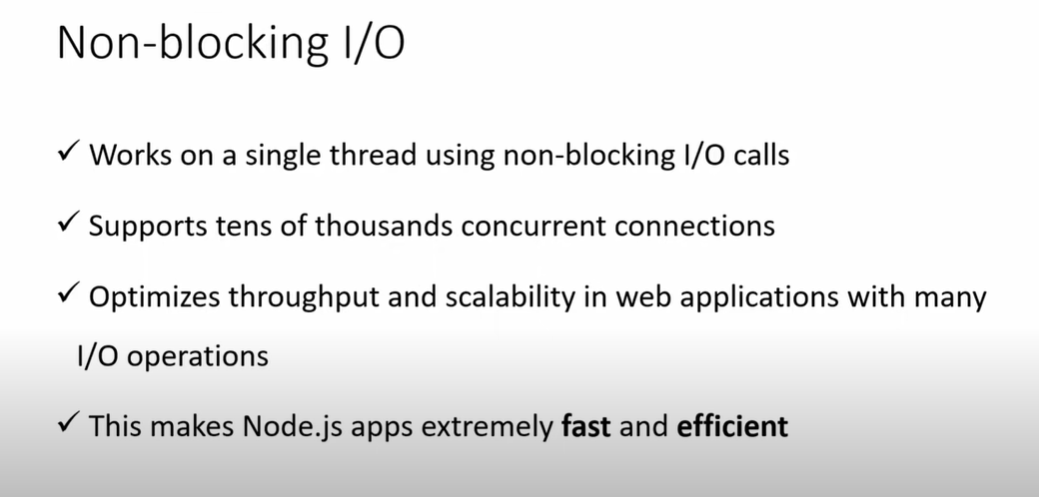 Non-blocking I/O
✓ Works on a single thread using non-blocking I/O calls
✓ Supports tens of thousands concurrent connections
✓ Optimizes throughput and scalability in web applications with many
I/O operations
✓ This makes Node.js apps extremely fast and efficient